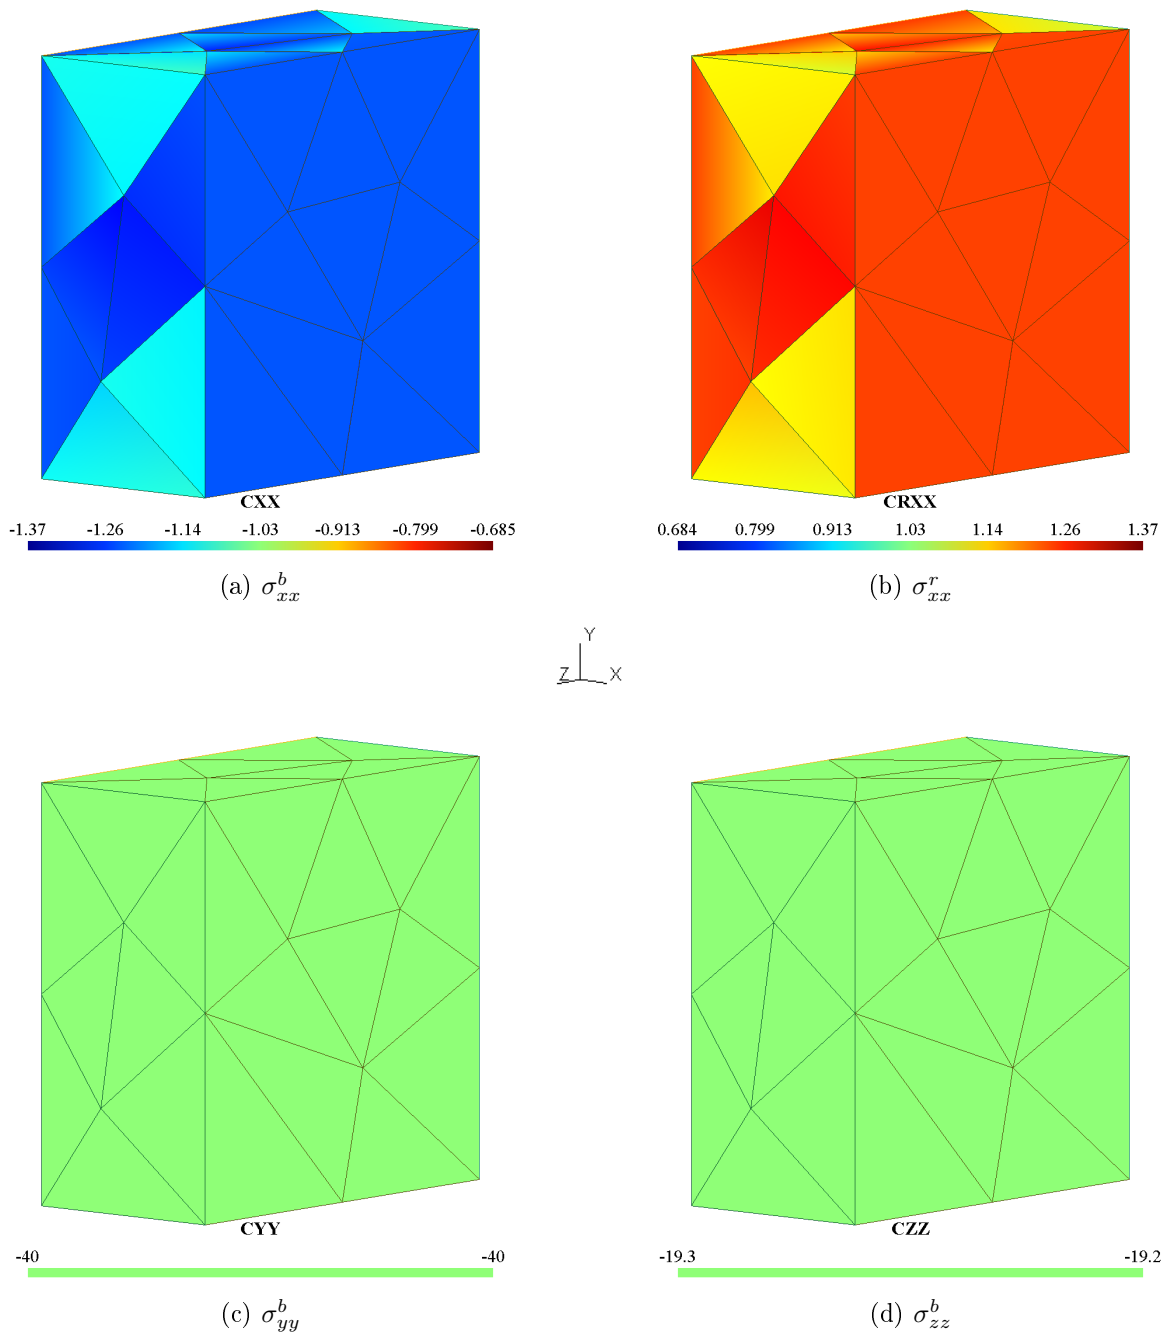 CXX
-1.37 -1.26 -1.14 -1.03 -0.913 -0.799 -0.685
(a) σ^b_xx
CRXX
0.684 0.799 0.913 1.03 1.14 1.26 1.37
(b) σ^r_xx
Y
Z X
CYY
-40 -40
(c) σ^b_yy
CZZ
-19.3 -19.2
(d) σ^b_zz